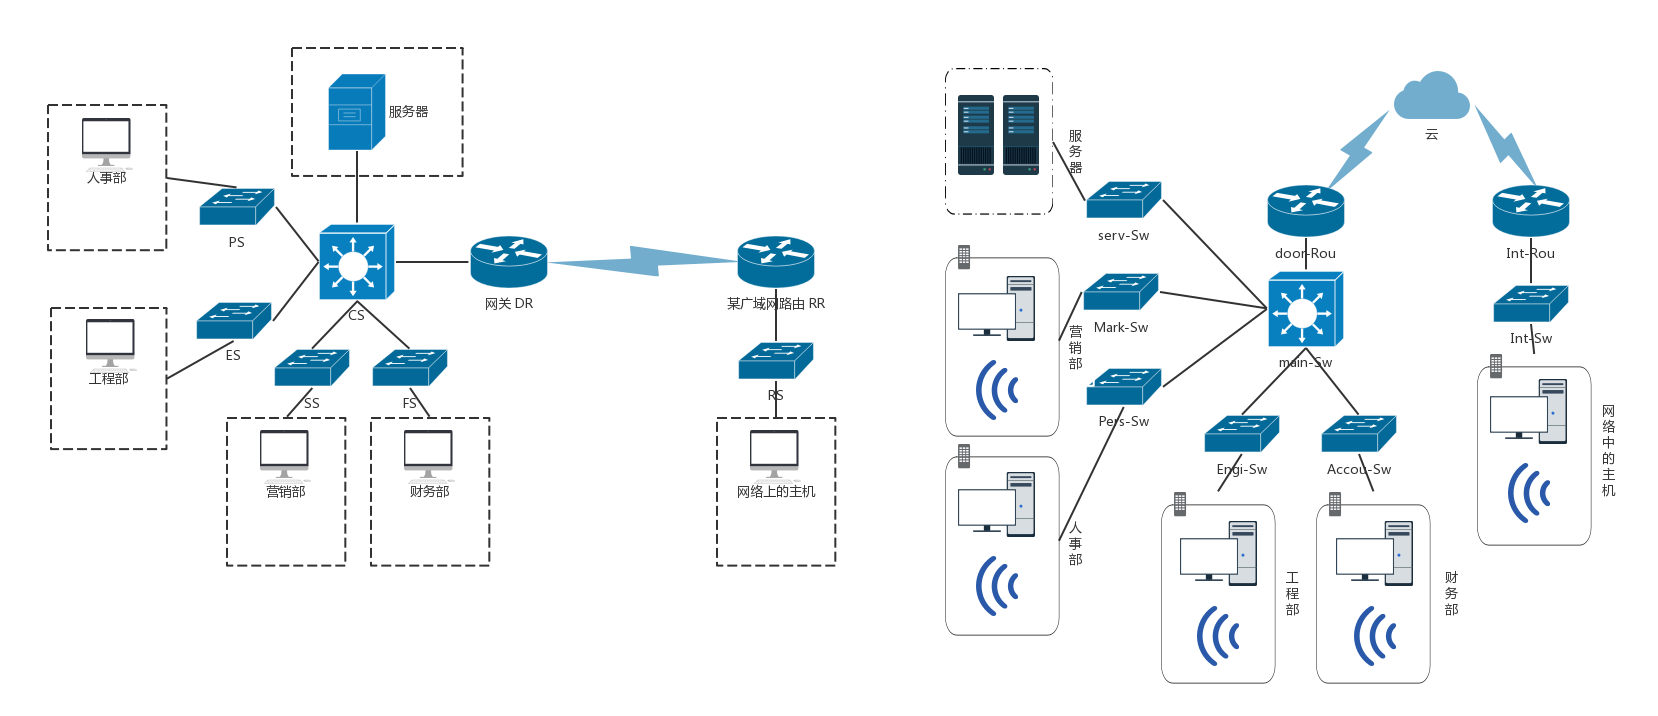 服务器
人事部
PS
CS
网关 DR
某广域网路由 RR
ES
工程部
SS
FS
RS
营销部
财务部
网络上的主机
服务器
云
serv-Sw
door-Rou
Int-Rou
营销部
Mark-Sw
main-Sw
Int-Sw
Pers-Sw
Engi-Sw
Accou-Sw
网络中的主机
人事部
工程部
财务部